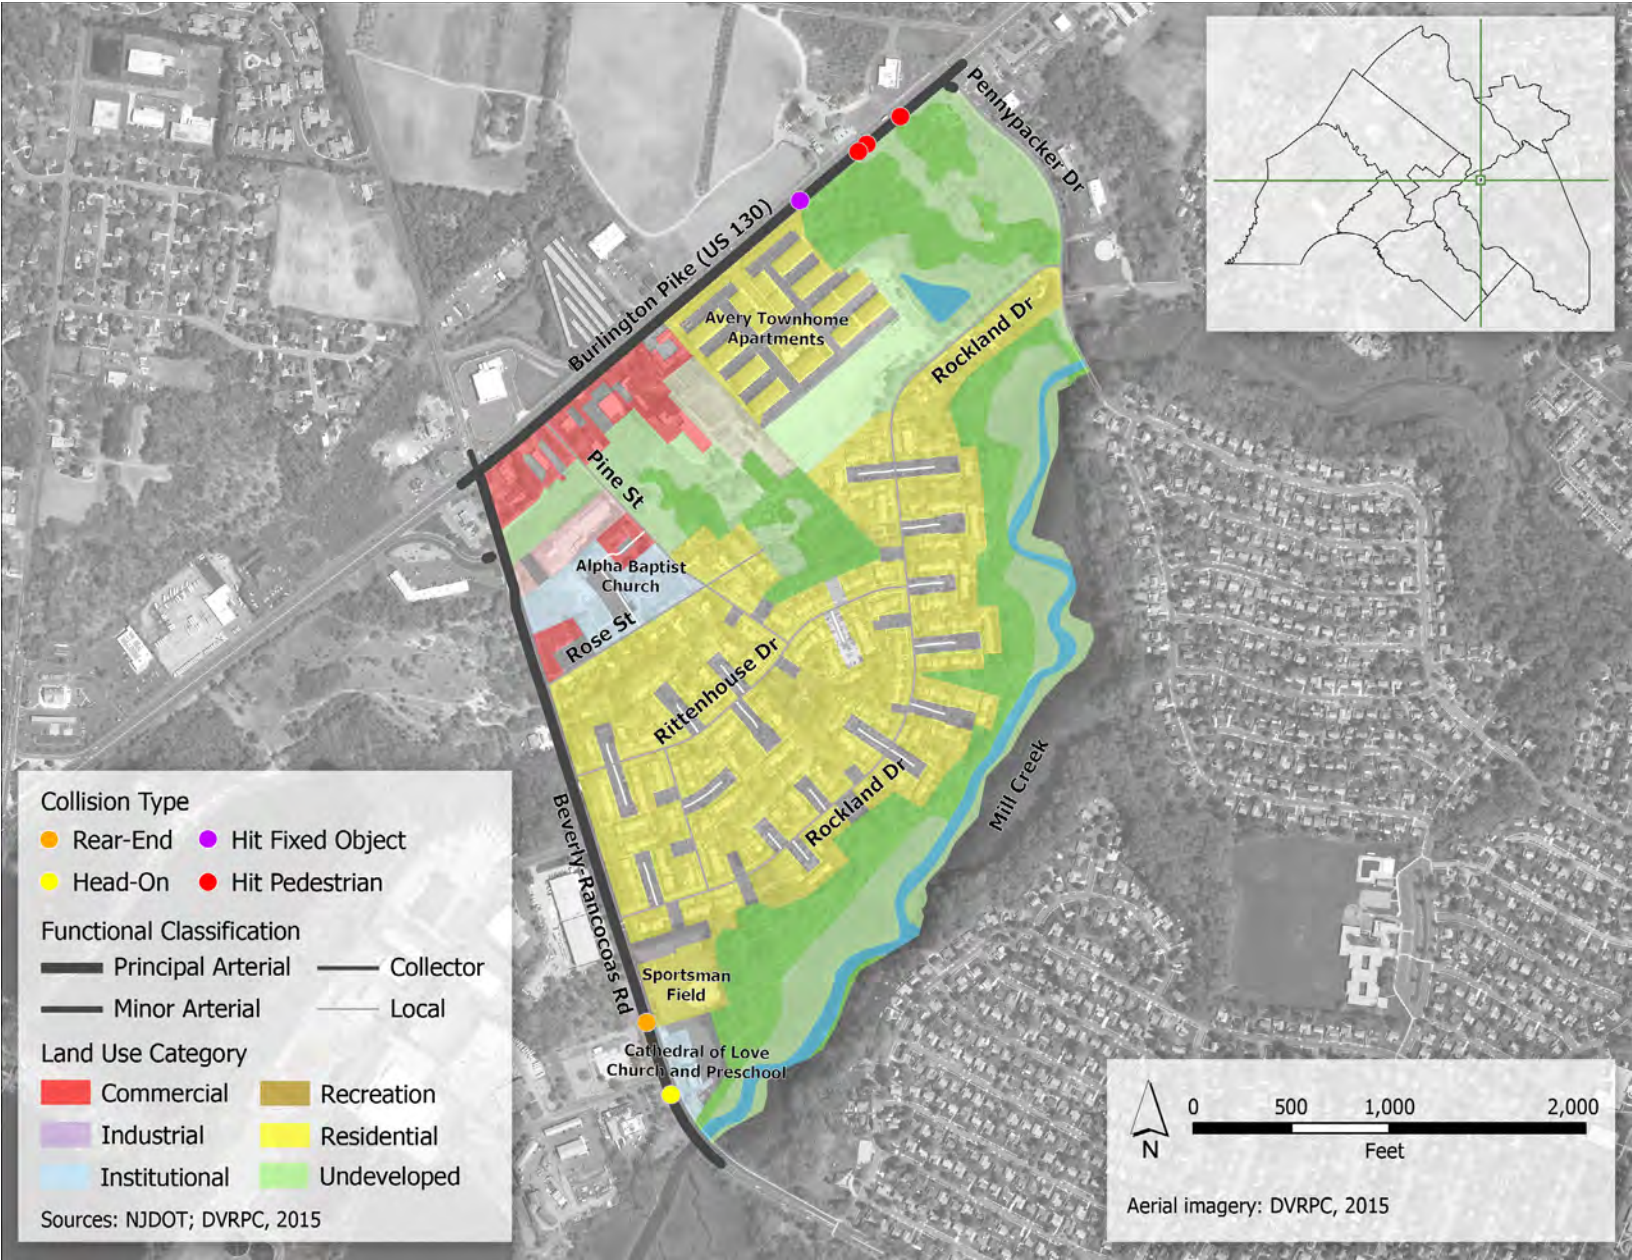 Pennypacker Dr
Burlington Pike (US 130)
Avery Townhome
Apartments
Rockland Dr
Pine St
Alpha Baptist
Church
Rose St
Rittenhouse Dr
Rockland Dr
Mill Creek
Beverly-Rancocas Rd
Sportsman
Field
Cathedral of Love
Church and Preschool
Collision Type
Rear-End
Hit Fixed Object
Head-On
Hit Pedestrian
Functional Classification
Principal Arterial
Collector
Minor Arterial
Local
Land Use Category
Commercial
Recreation
Industrial
Residential
Institutional
Undeveloped
Sources: NJDOT; DVRPC, 2015
N
0 500 1,000 2,000
Feet
Aerial imagery: DVRPC, 2015